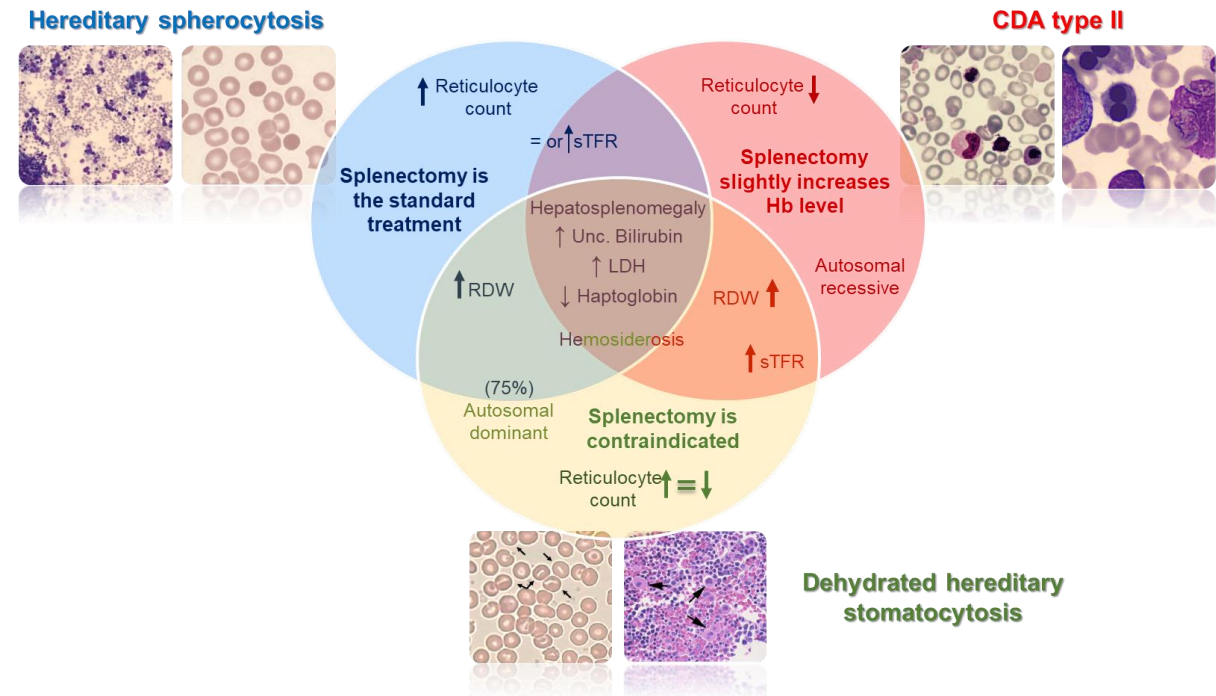 Hereditary spherocytosis
CDA type II
↑ Reticulocyte
count
Reticulocyte ↓
count
= or ↑ sTFR
Splenectomy is
the standard
treatment
Splenectomy
slightly increases
Hb level
Hepatosplenomegaly
↑ Unc. Bilirubin
↑ LDH
↓ Haptoglobin
Hemosiderosis
↑ RDW
RDW ↑
Autosomal
recessive
↑ sTFR
(75%)
Autosomal
dominant
Splenectomy is
contraindicated
Reticulocyte ↑ = ↓
count
Dehydrated hereditary
stomatocytosis